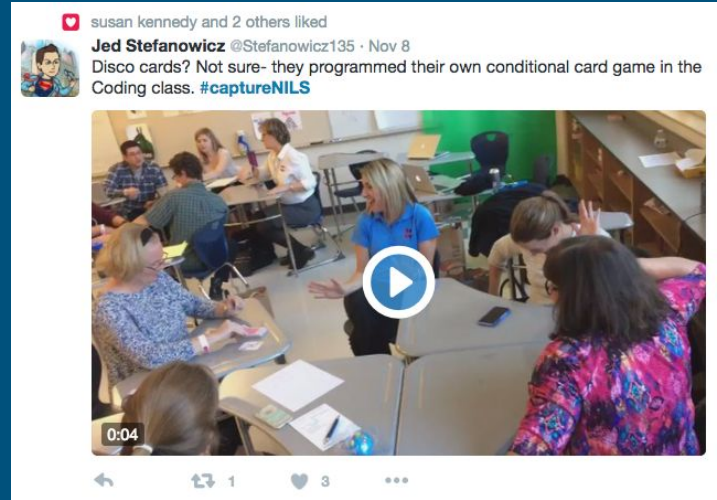 susan kennedy and 2 others liked
Jed Stefanowicz @Stefanowicz135 · Nov 8
Disco cards? Not sure- they programmed their own conditional card game in the
Coding class. #captureNILS
0:04
1
3